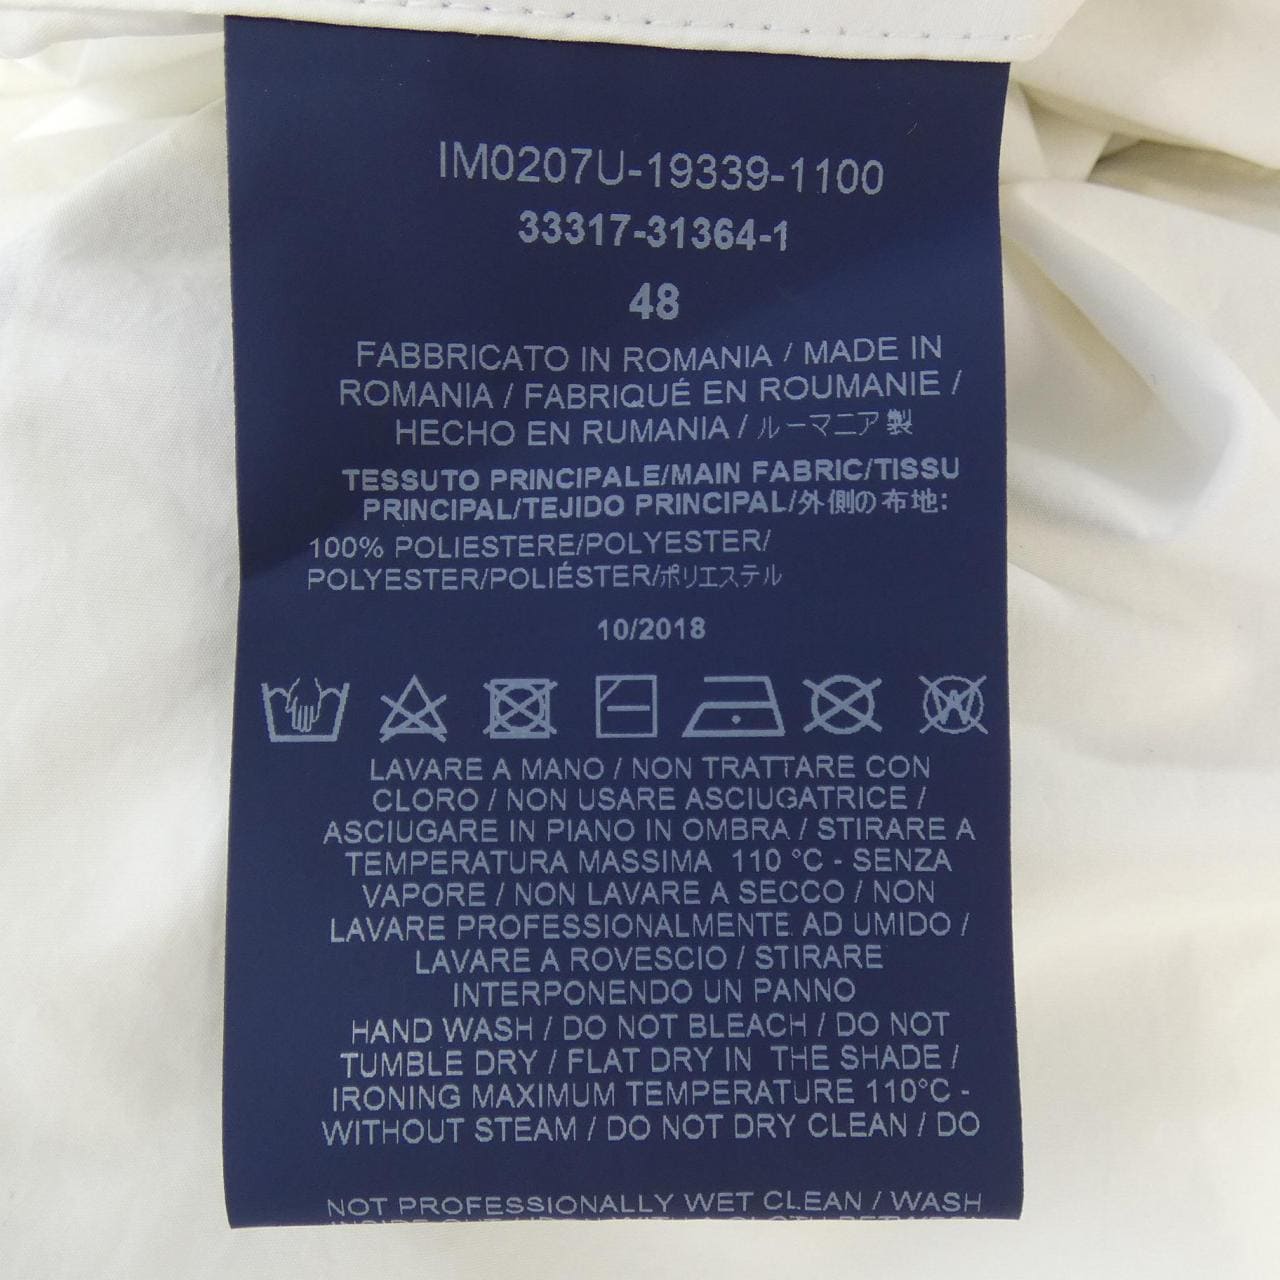 IM0207U-19339-1100
33317-31364-1
48
FABBRICATO IN ROMANIA / MADE IN
ROMANIA / FABRIQUÉ EN ROUMANIE /
HECHO EN RUMANIA / ルーマニア製
TESSUTO PRINCIPALE/MAIN FABRIC/TISSU
PRINCIPAL/TEJIDO PRINCIPAL/外側の布地:
100% POLIESTERE/POLYESTER/
POLYESTER/POLIÉSTER/ポリエステル
10/2018
W
LAVARE A MANO / NON TRATTARE CON
CLORO / NON USARE ASCIUGATRICE /
ASCIUGARE IN PIANO IN OMBRA / STIRARE A
TEMPERATURA MASSIMA 110 °C - SENZA
VAPORE / NON LAVARE A SECCO / NON
LAVARE PROFESSIONALMENTE AD UMIDO /
LAVARE A ROVESCIO / STIRARE
INTERPONENDO UN PANNO
HAND WASH / DO NOT BLEACH / DO NOT
TUMBLE DRY / FLAT DRY IN THE SHADE /
IRONING MAXIMUM TEMPERATURE 110°C -
WITHOUT STEAM / DO NOT DRY CLEAN / DO
NOT PROFESSIONALLY WET CLEAN / WASH